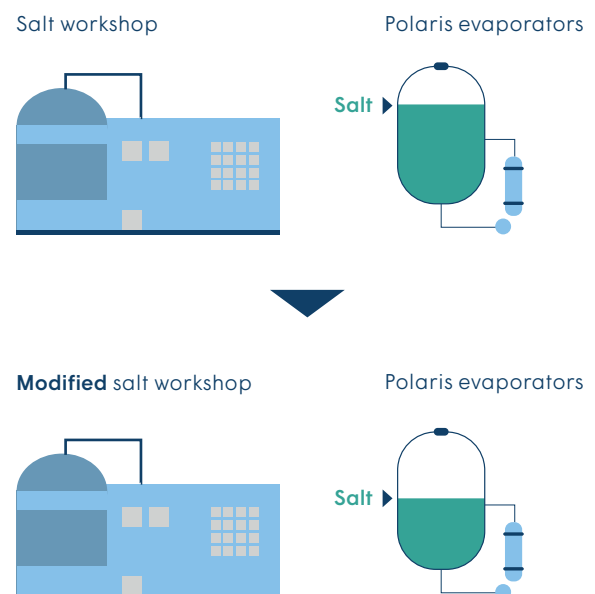 Salt workshop
Polaris evaporators
Salt
Modified salt workshop
Polaris evaporators
Salt